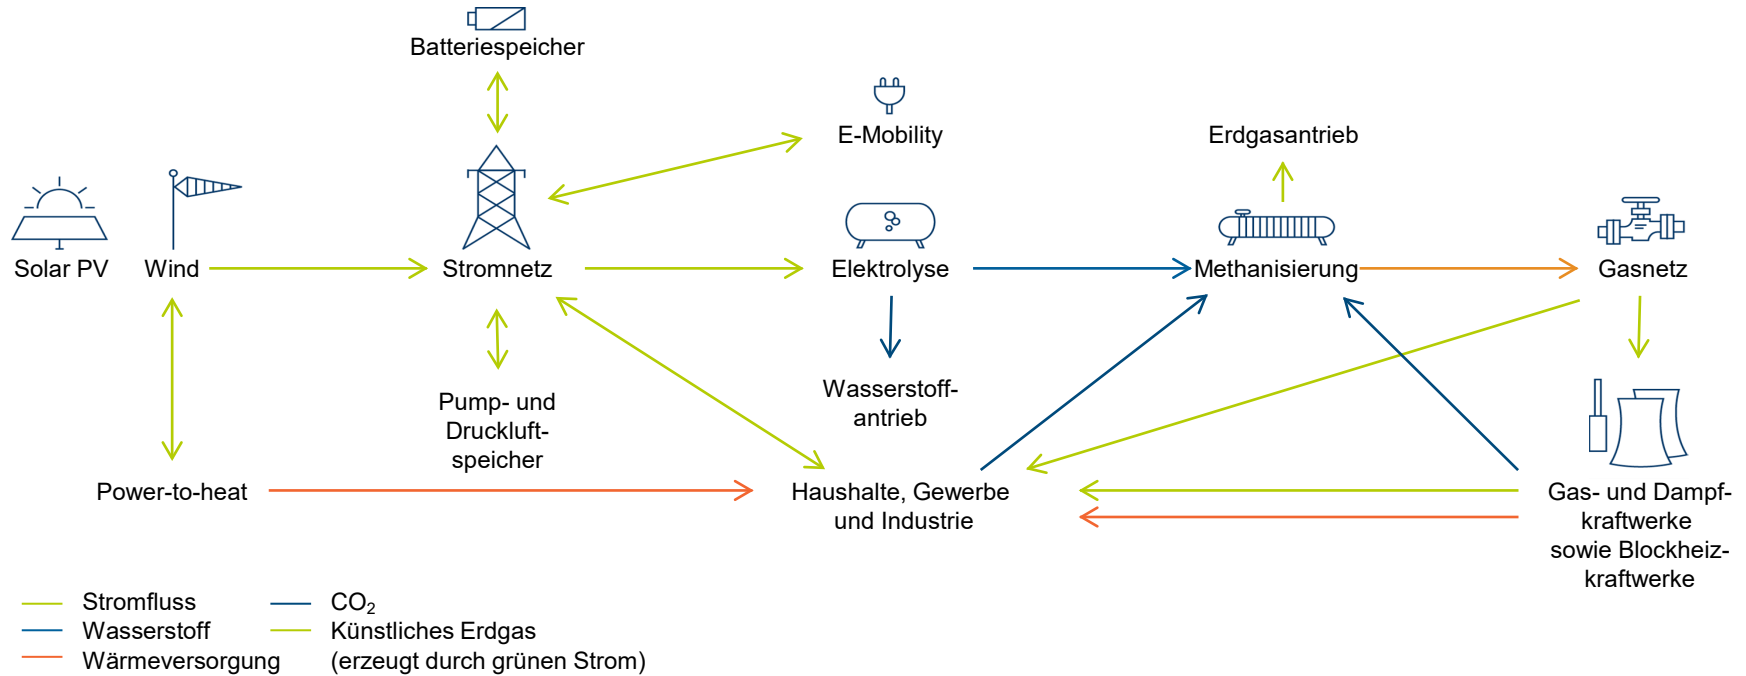 Batteriespeicher
E-Mobility
Erdgasantrieb
Solar PV
Wind
Stromnetz
Elektrolyse
Methanisierung
Gasnetz
Wasserstoff-
antrieb
Pump- und
Druckluft-
speicher
Power-to-heat
Haushalte, Gewerbe
und Industrie
Gas- und Dampf-
kraftwerke
sowie Blockheiz-
kraftwerke
Stromfluss
Wasserstoff
Wärmeversorgung
CO₂
Künstliches Erdgas
(erzeugt durch grünen Strom)